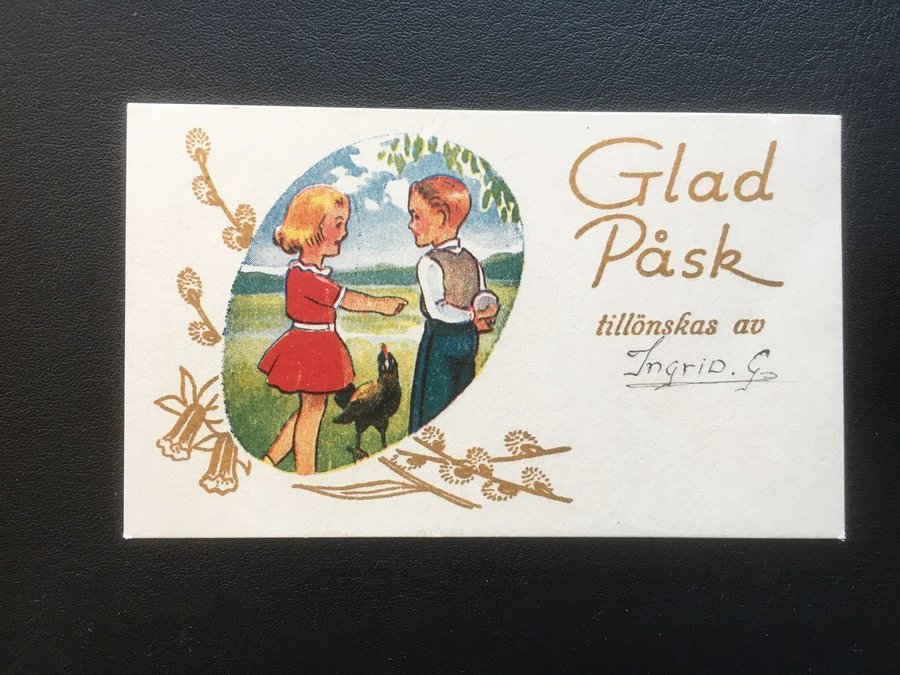 Glad
Påsk
tillönskas av
Ingrid. G